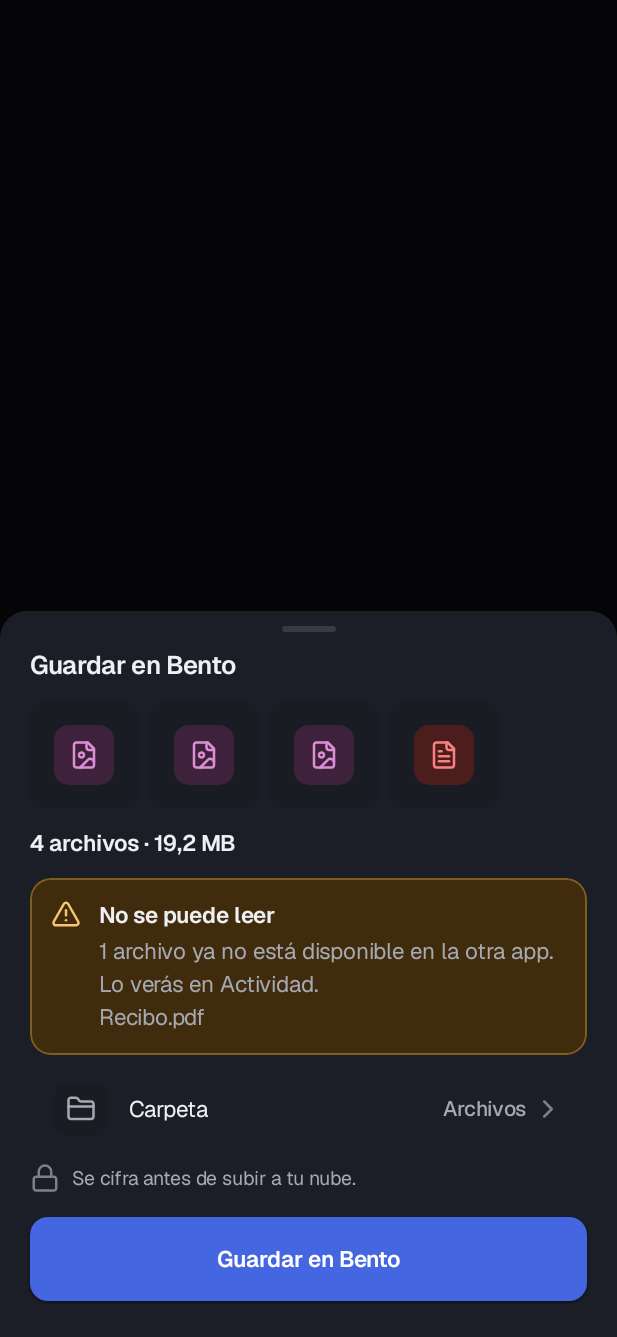 Guardar en Bento
4 archivos · 19,2 MB
No se puede leer
1 archivo ya no está disponible en la otra app.
Lo verás en Actividad.
Recibo.pdf
Carpeta
Archivos
Se cifra antes de subir a tu nube.
Guardar en Bento